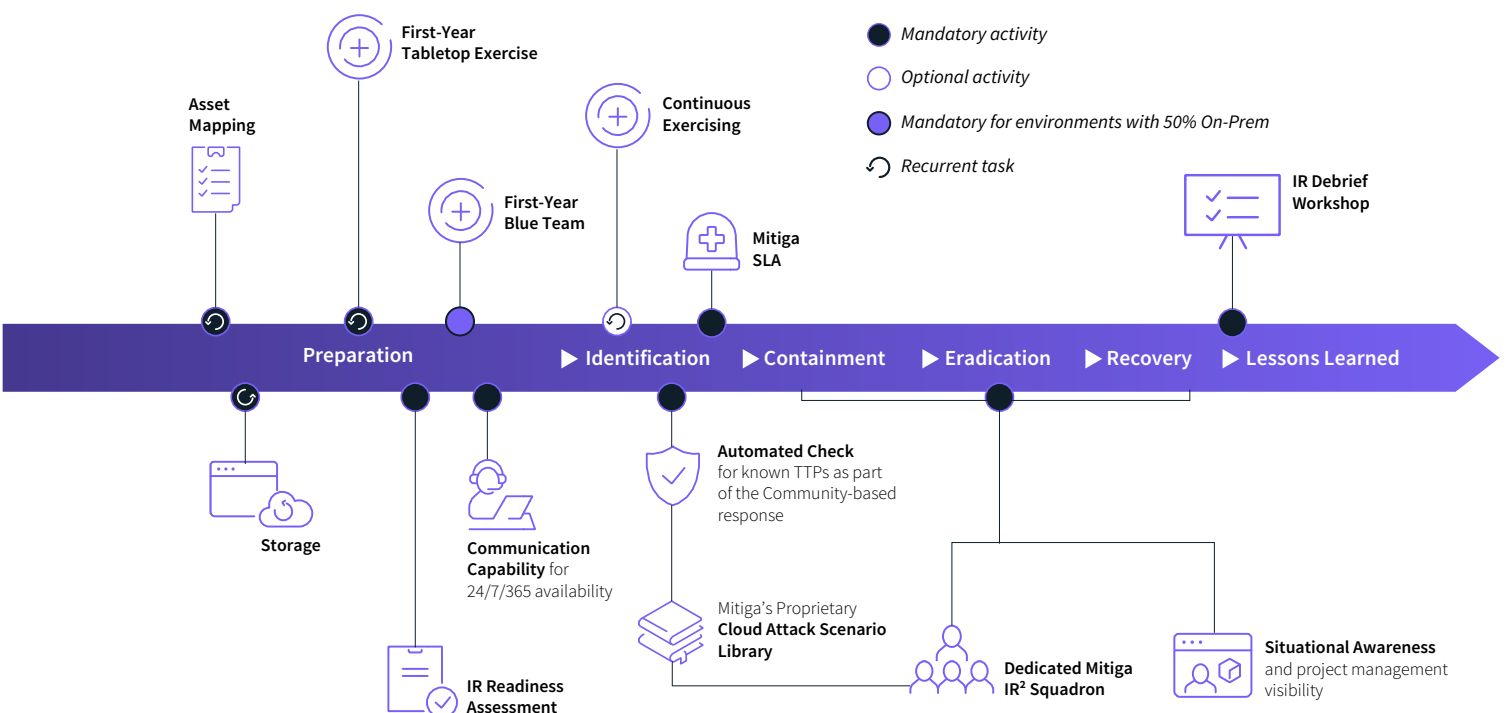 First-Year
Tabletop Exercise
Mandatory activity
Optional activity
Mandatory for environments with 50% On-Prem
Recurrent task
Asset
Mapping
Continuous
Exercising
First-Year
Blue Team
Mitiga
SLA
IR Debrief
Workshop
Preparation
Identification
Containment
Eradication
Recovery
Lessons Learned
Storage
Communication
Capability for
24/7/365 availability
IR Readiness
Assessment
Automated Check
for known TTPs as part
of the Community-based
response
Mitiga’s Proprietary
Cloud Attack Scenario
Library
Dedicated Mitiga
IR² Squadron
Situational Awareness
and project management
visibility